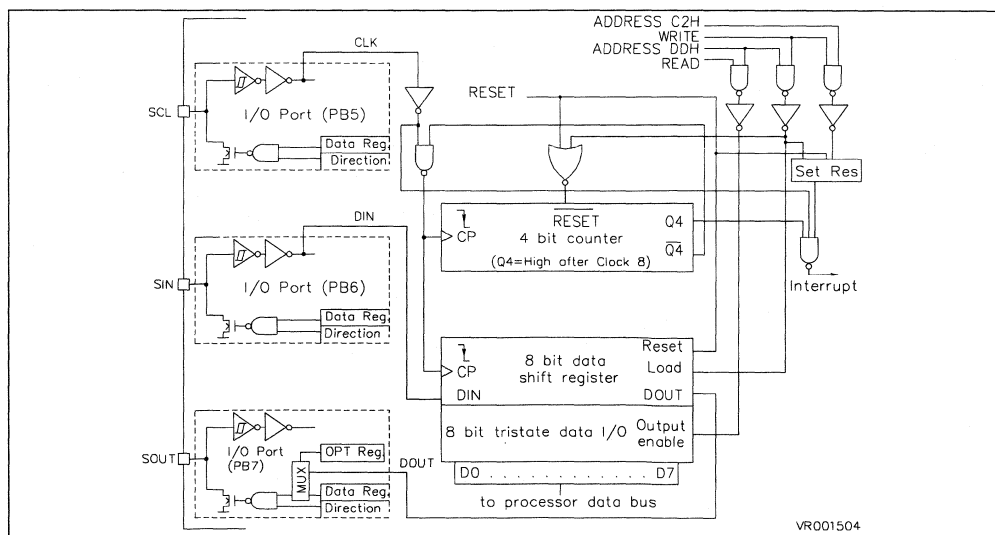 ADDRESS C2H
WRITE
ADDRESS DDH
READ
CLK
RESET
SCL
I/O Port (PB5)
Data Reg.
Direction
Set Res
DIN
RESET
Q4
CP
4 bit counter
Q4
(Q4=High after Clock 8)
Interrupt
SIN
I/O Port (PB6)
Data Reg.
Direction
Reset
8 bit data
shift register
Load
CP
DIN
DOUT
8 bit tristate data I/O
Output
enable
SOUT
I/O Port
(PB7)
OPT Reg.
DOUT
MUX
Data Reg.
Direction
D0 . . . . . . . . . . . . . D7
to processor data bus
VR001504